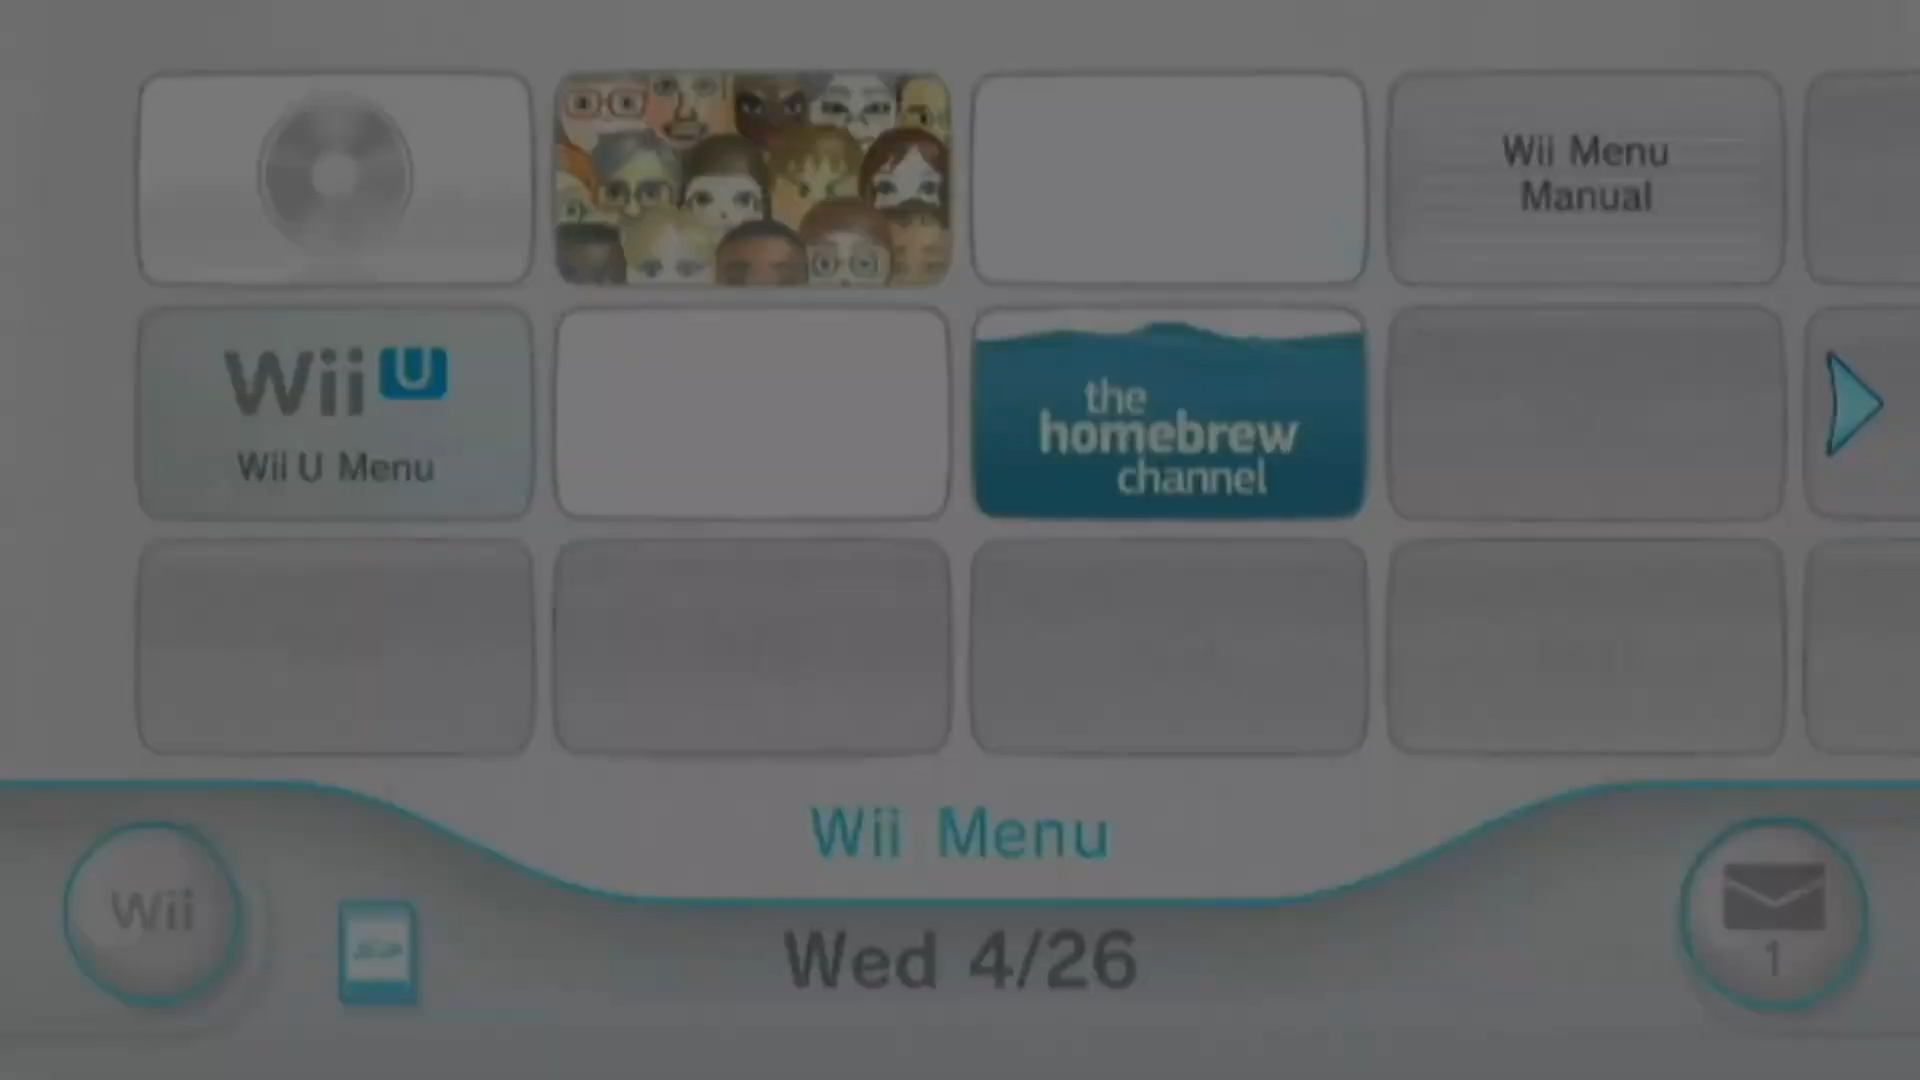 Wii Menu
Manual
Wii U
Wii U Menu
the
homebrew
channel
Wii Menu
Wii
Wed 4/26
1